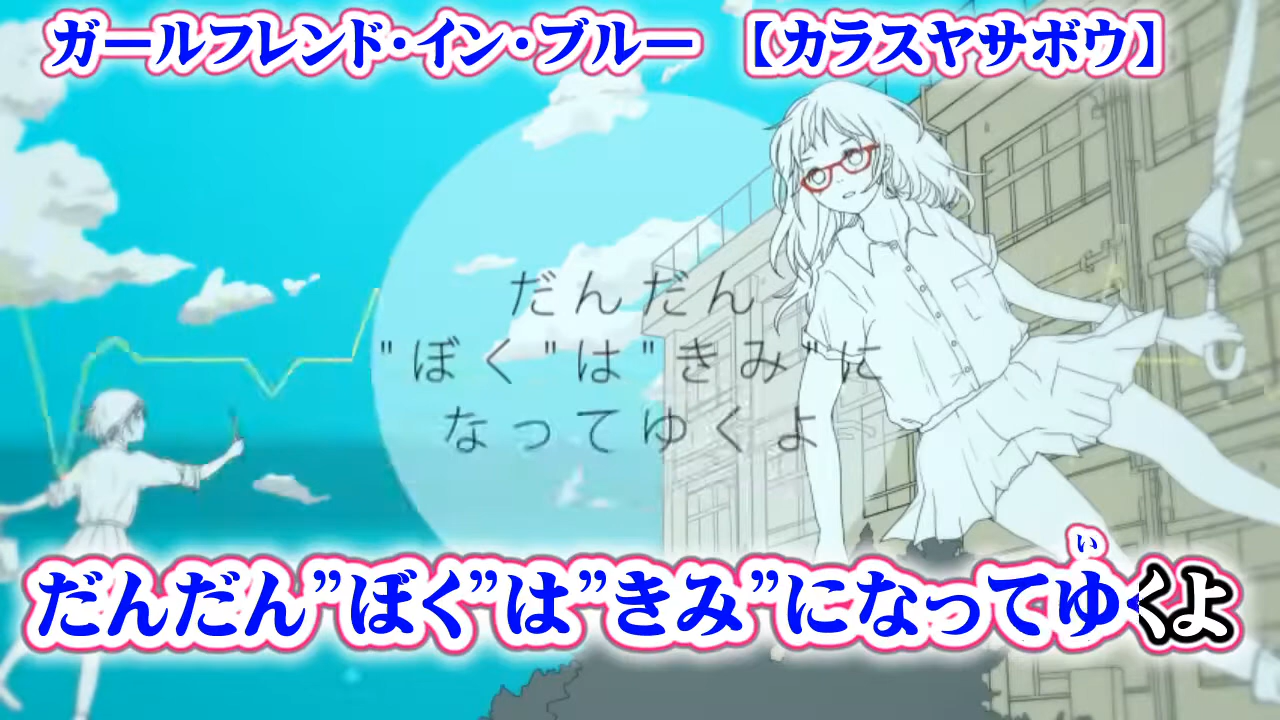 ガールフレンド・イン・ブルー 【カラスヤサボウ】
だんだん
"ぼく"は"きみ"に
なってゆくよ
い
だんだん”ぼく”は”きみ”になってゆくよ